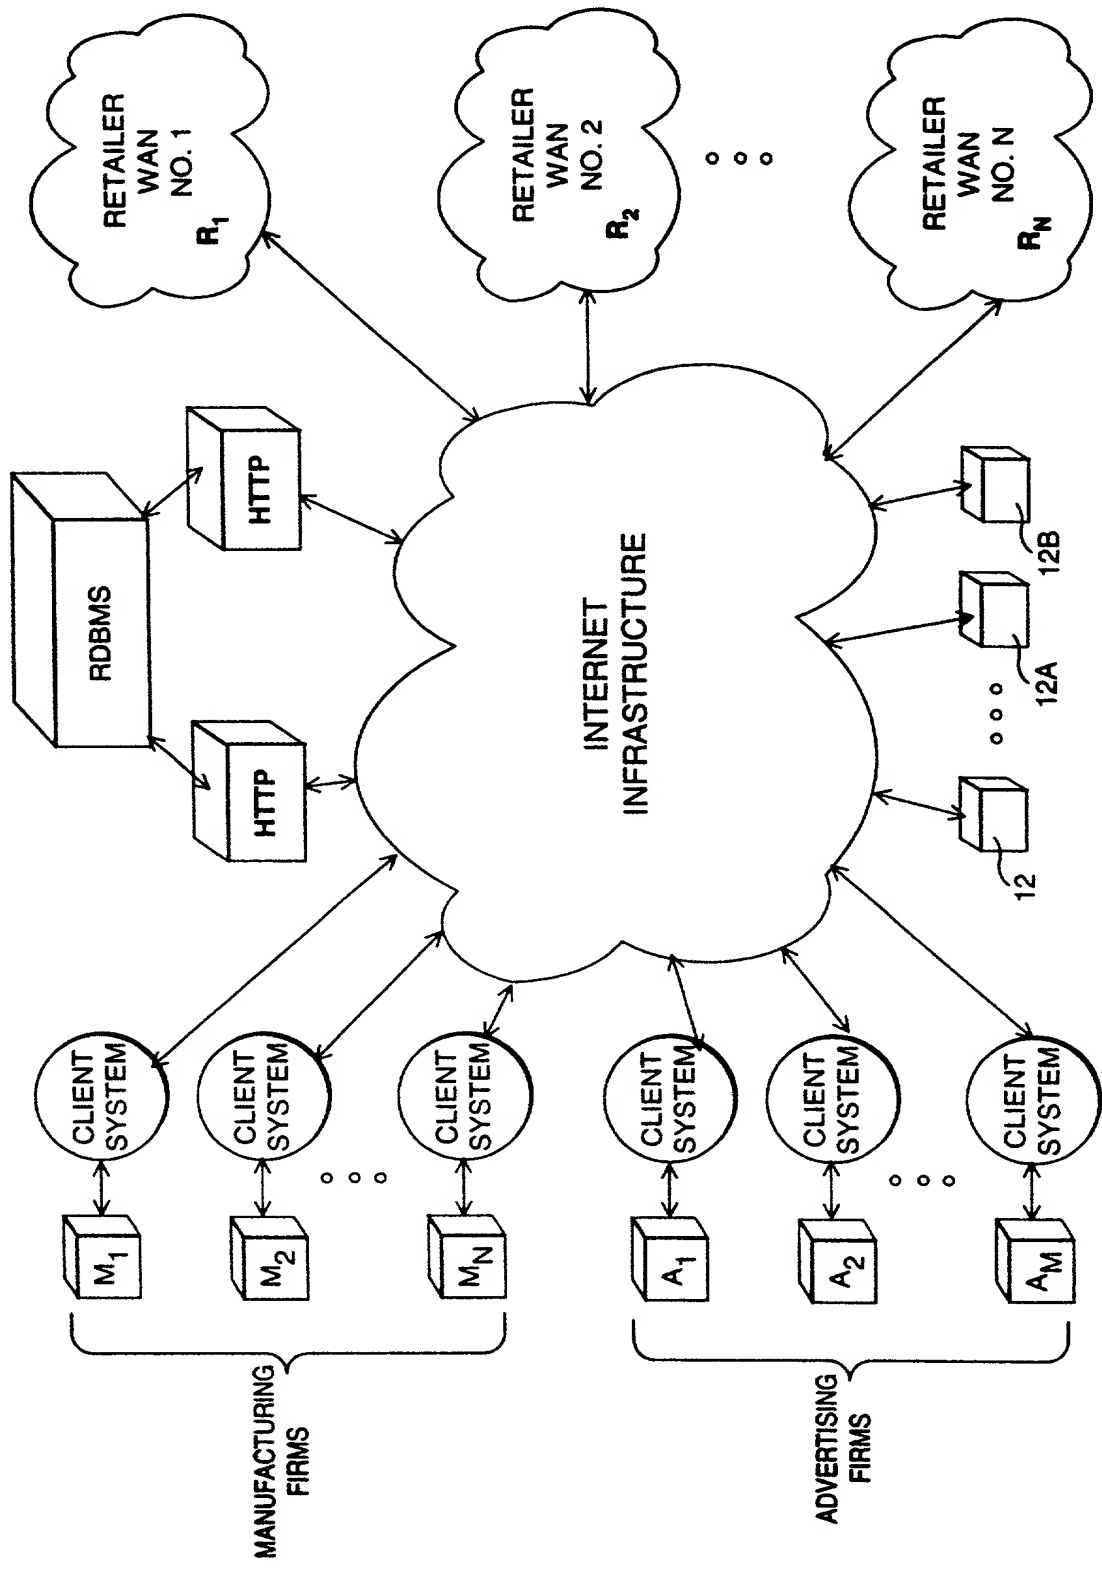 RDBMS
HTTP
HTTP
MANUFACTURING
FIRMS
M1
CLIENT
SYSTEM
M2
CLIENT
SYSTEM
MN
CLIENT
SYSTEM
ADVERTISING
FIRMS
A1
CLIENT
SYSTEM
A2
CLIENT
SYSTEM
AM
CLIENT
SYSTEM
INTERNET
INFRASTRUCTURE
RETAILER
WAN
NO. 1
R1
RETAILER
WAN
NO. 2
R2
RETAILER
WAN
NO. N
RN
12
12A
12B